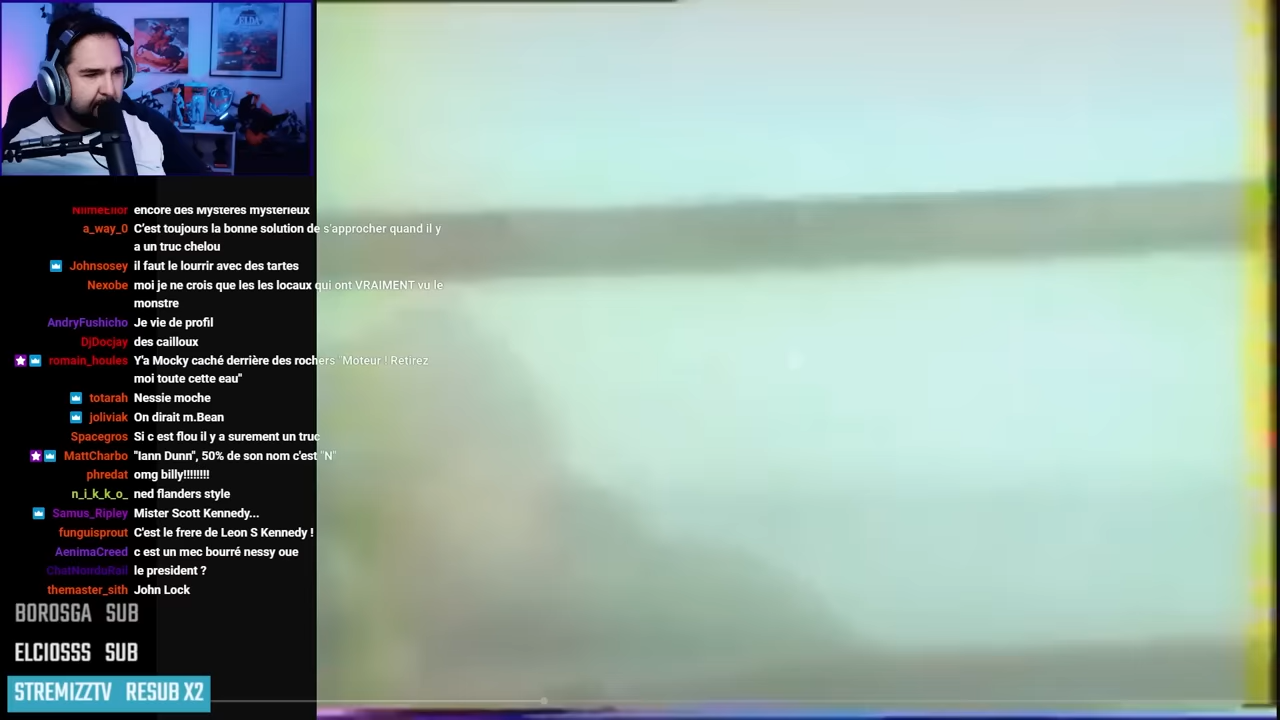 ZELDA
NiimeElior encore des Mystères mystérieux
a_way_0 C'est toujours la bonne solution de s'approcher quand il y
a un truc chelou
Johnsosey il faut le lourrir avec des tartes
Nexobe moi je ne crois que les les locaux qui ont VRAIMENT vu le
monstre
AndryFushicho Je vie de profil
DjDocjay des cailloux
romain_houles Y'a Mocky caché derrière des rochers "Moteur ! Retirez
moi toute cette eau"
totarah Nessie moche
joliviak On dirait m.Bean
Spacegros Si c est flou il y a surement un truc
MattCharbo "Iann Dunn", 50% de son nom c'est "N"
phredat omg billy!!!!!!!!
n_i_k_k_o_ ned flanders style
Samus_Ripley Mister Scott Kennedy...
funguisprout C'est le frere de Leon S Kennedy !
AenimaCreed c est un mec bourré nessy oue
ChatNoirduRail le president ?
themaster_sith John Lock
BOROSGA SUB
ELCIOSSS SUB
STREMIZZTV RESUB X2